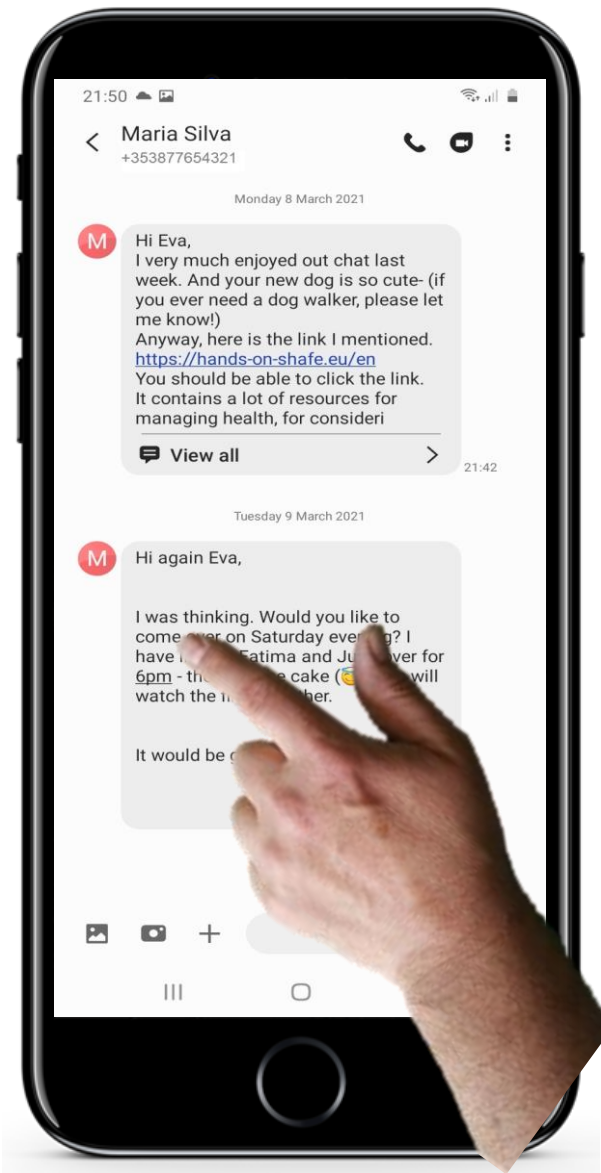 21:50
Maria Silva
+353877654321
Monday 8 March 2021
M
Hi Eva,
I very much enjoyed out chat last
week. And your new dog is so cute- (if
you ever need a dog walker, please let
me know!)
Anyway, here is the link I mentioned.
https://hands-on-shafe.eu/en
You should be able to click the link.
It contains a lot of resources for
managing health, for consideri
View all
21:42
Tuesday 9 March 2021
M
Hi again Eva,
I was thinking. Would you like to
come over on Saturday evening? I
have Fatima and over for
6pm - cake (😇 will
watch the
It would be